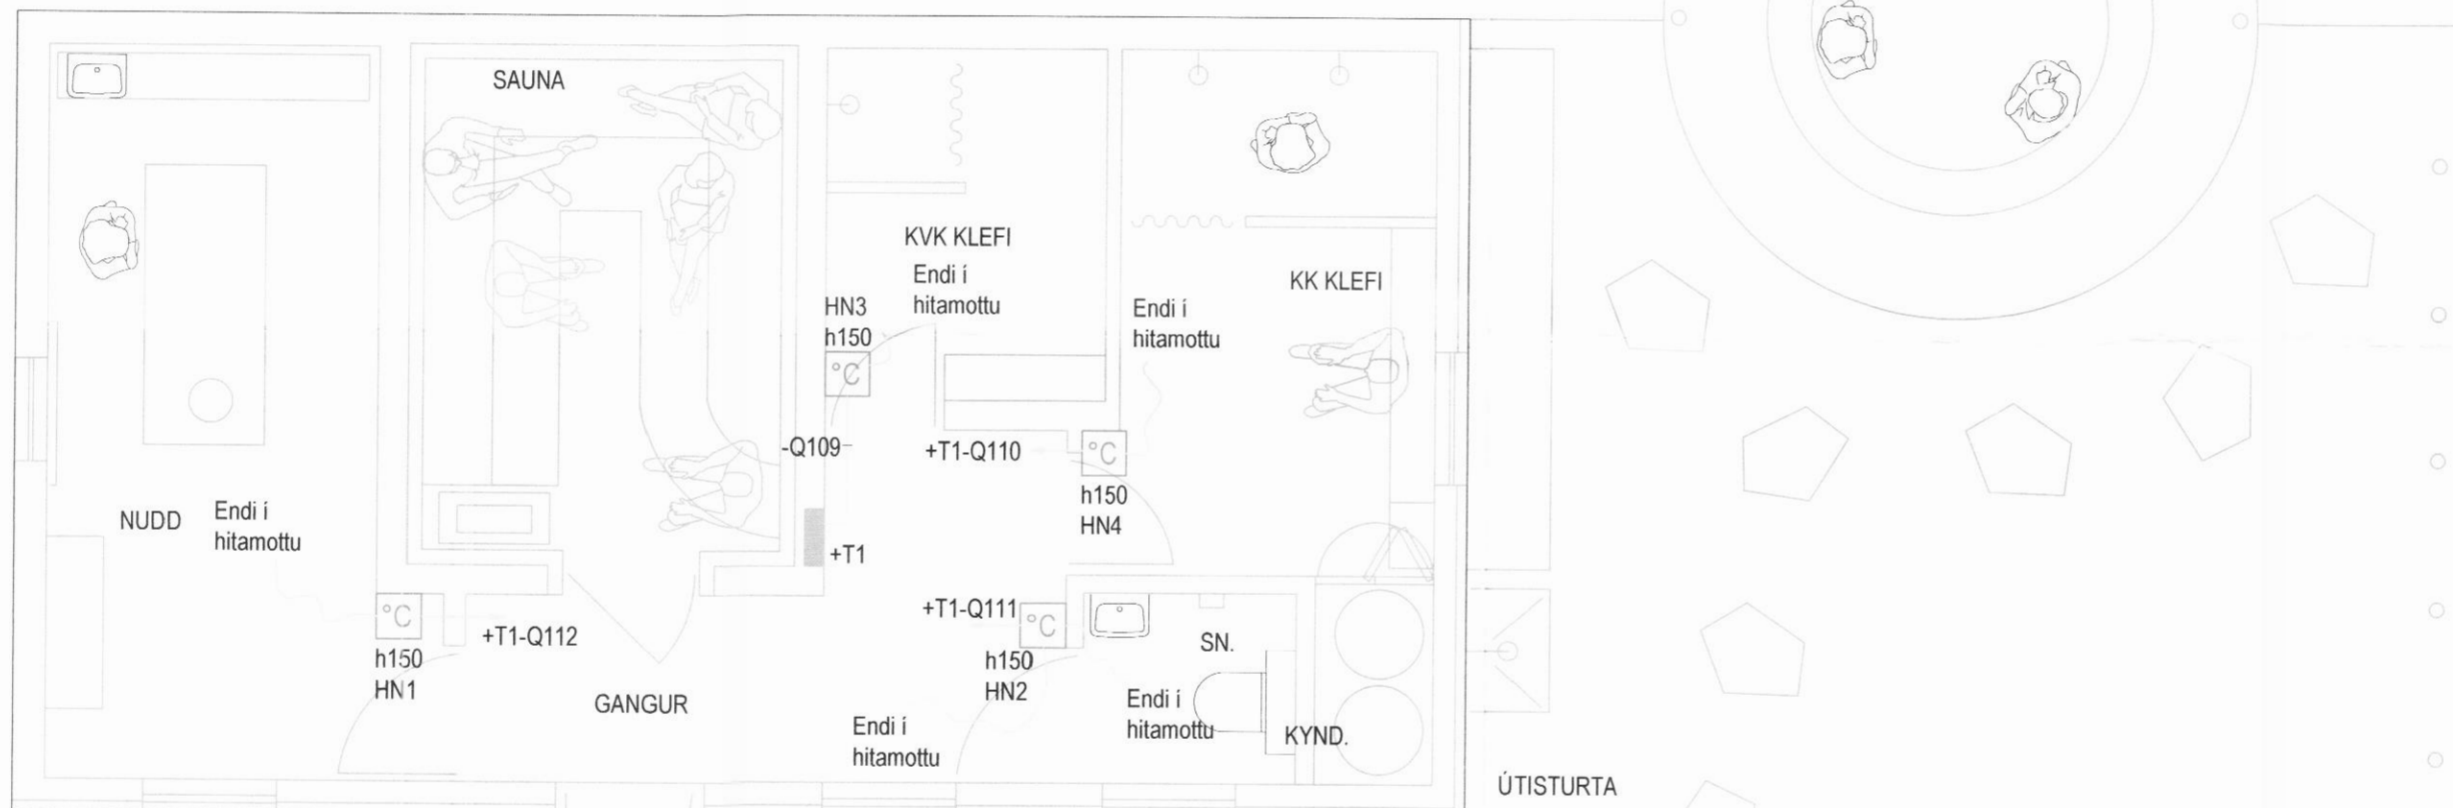 SAUNA
KVK KLEFI
Endi í
hitamottu
HN3
h150
°C
KK KLEFI
Endi í
hitamottu
-Q109
+T1-Q110
°C
h150
HN4
NUDD
Endi í
hitamottu
+T1
°C
+T1-Q112
h150
HN1
GANGUR
+T1-Q111
°C
h150
HN2
SN.
Endi í
hitamottu
Endi í
hitamottu
KYND.
ÚTISTURTA